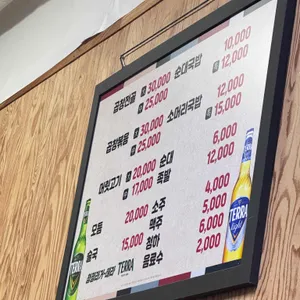 곱창전골 대 30,000 순대국밥 10,000
소 25,000 12,000
곱창볶음 대 30,000 소머리국밥 12,000
소 25,000 15,000
머릿고기 대 20,000 순대 6,000
소 17,000 족발 12,000
모듬 20,000 소주 4,000
맥주 5,000
술국 15,000 청하 6,000
음료수 2,000
TERRA
TERRA
TERRA
light